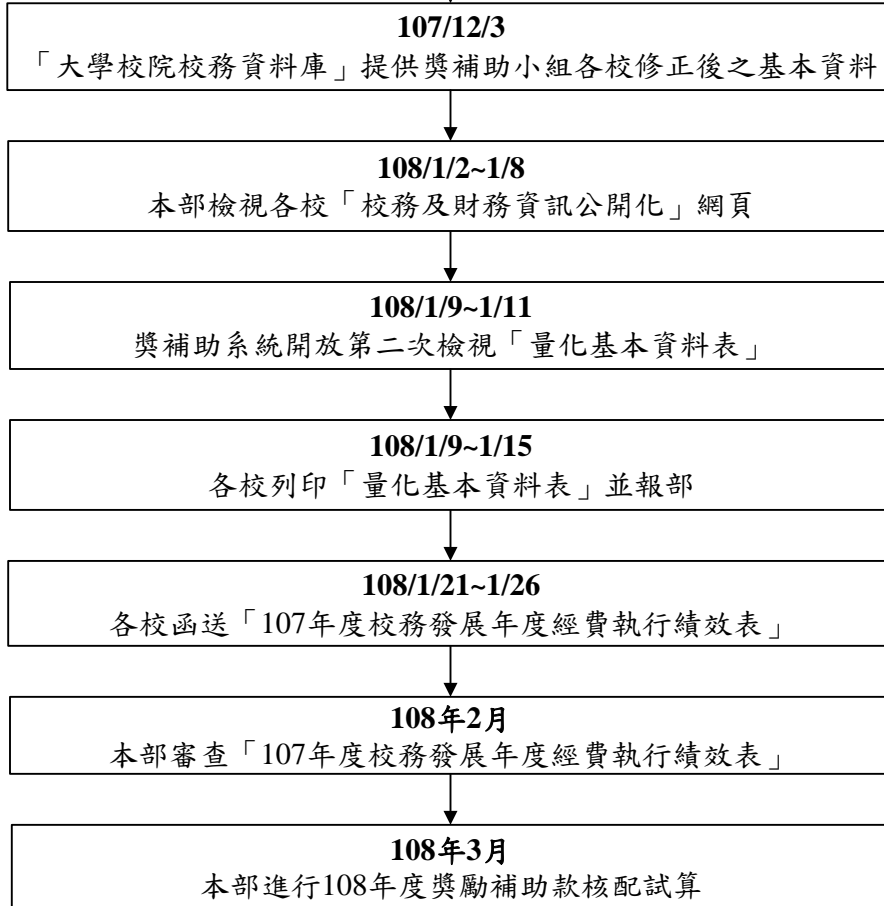 107/12/3
「大學校院校務資料庫」提供獎補助小組各校修正後之基本資料
108/1/2~1/8
本部檢視各校「校務及財務資訊公開化」網頁
108/1/9~1/11
獎補助系統開放第二次檢視「量化基本資料表」
108/1/9~1/15
各校列印「量化基本資料表」並報部
108/1/21~1/26
各校函送「107年度校務發展年度經費執行績效表」
108年2月
本部審查「107年度校務發展年度經費執行績效表」
108年3月
本部進行108年度獎勵補助款核配試算